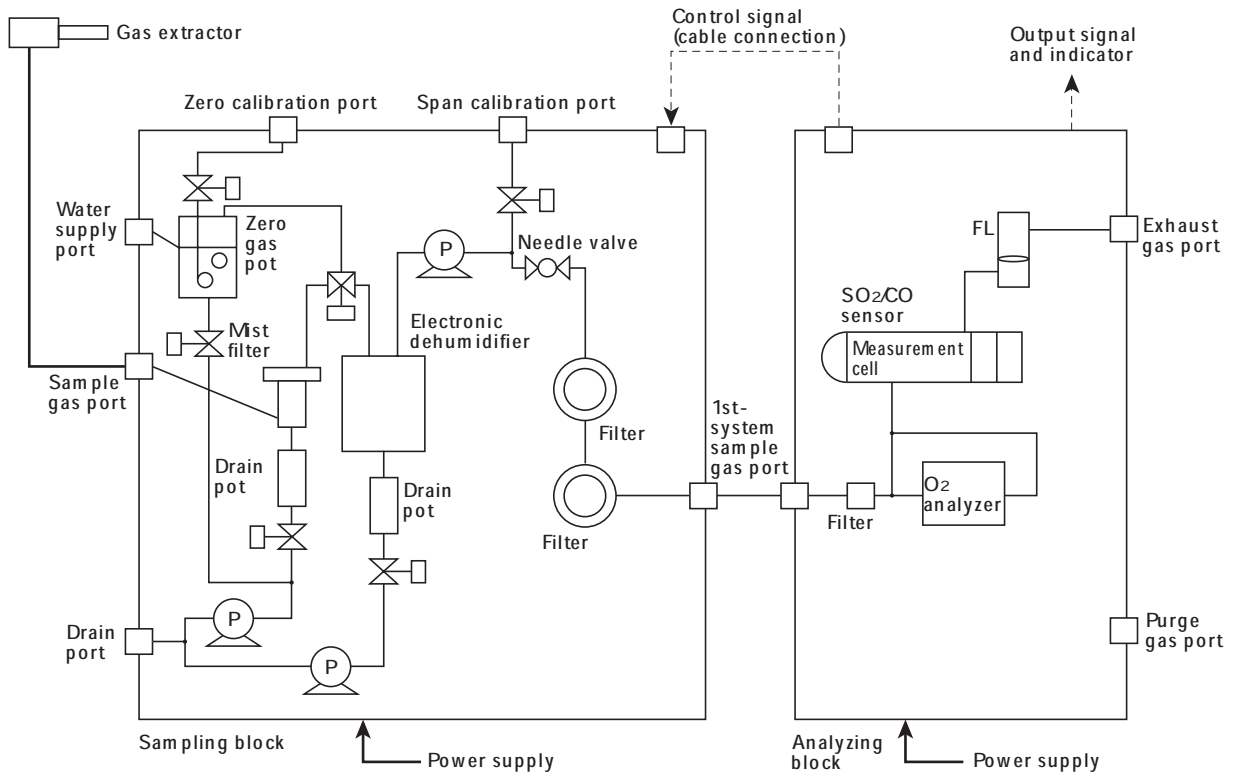 Gas extractor
Control signal
(cable connection)
Output signal
and indicator
Zero calibration port
Span calibration port
Water
supply
port
Zero
gas
pot
P
Needle valve
FL
Exhaust
gas port
Mist
filter
Electronic
dehumidifier
SO2/CO
sensor
Measurement
cell
Sample
gas port
Filter
1st-
system
sample
gas port
Drain
pot
Drain
pot
Filter
Filter
O2
analyzer
Drain
port
P
P
Purge
gas port
Sampling block
Power supply
Analyzing
block
Power supply